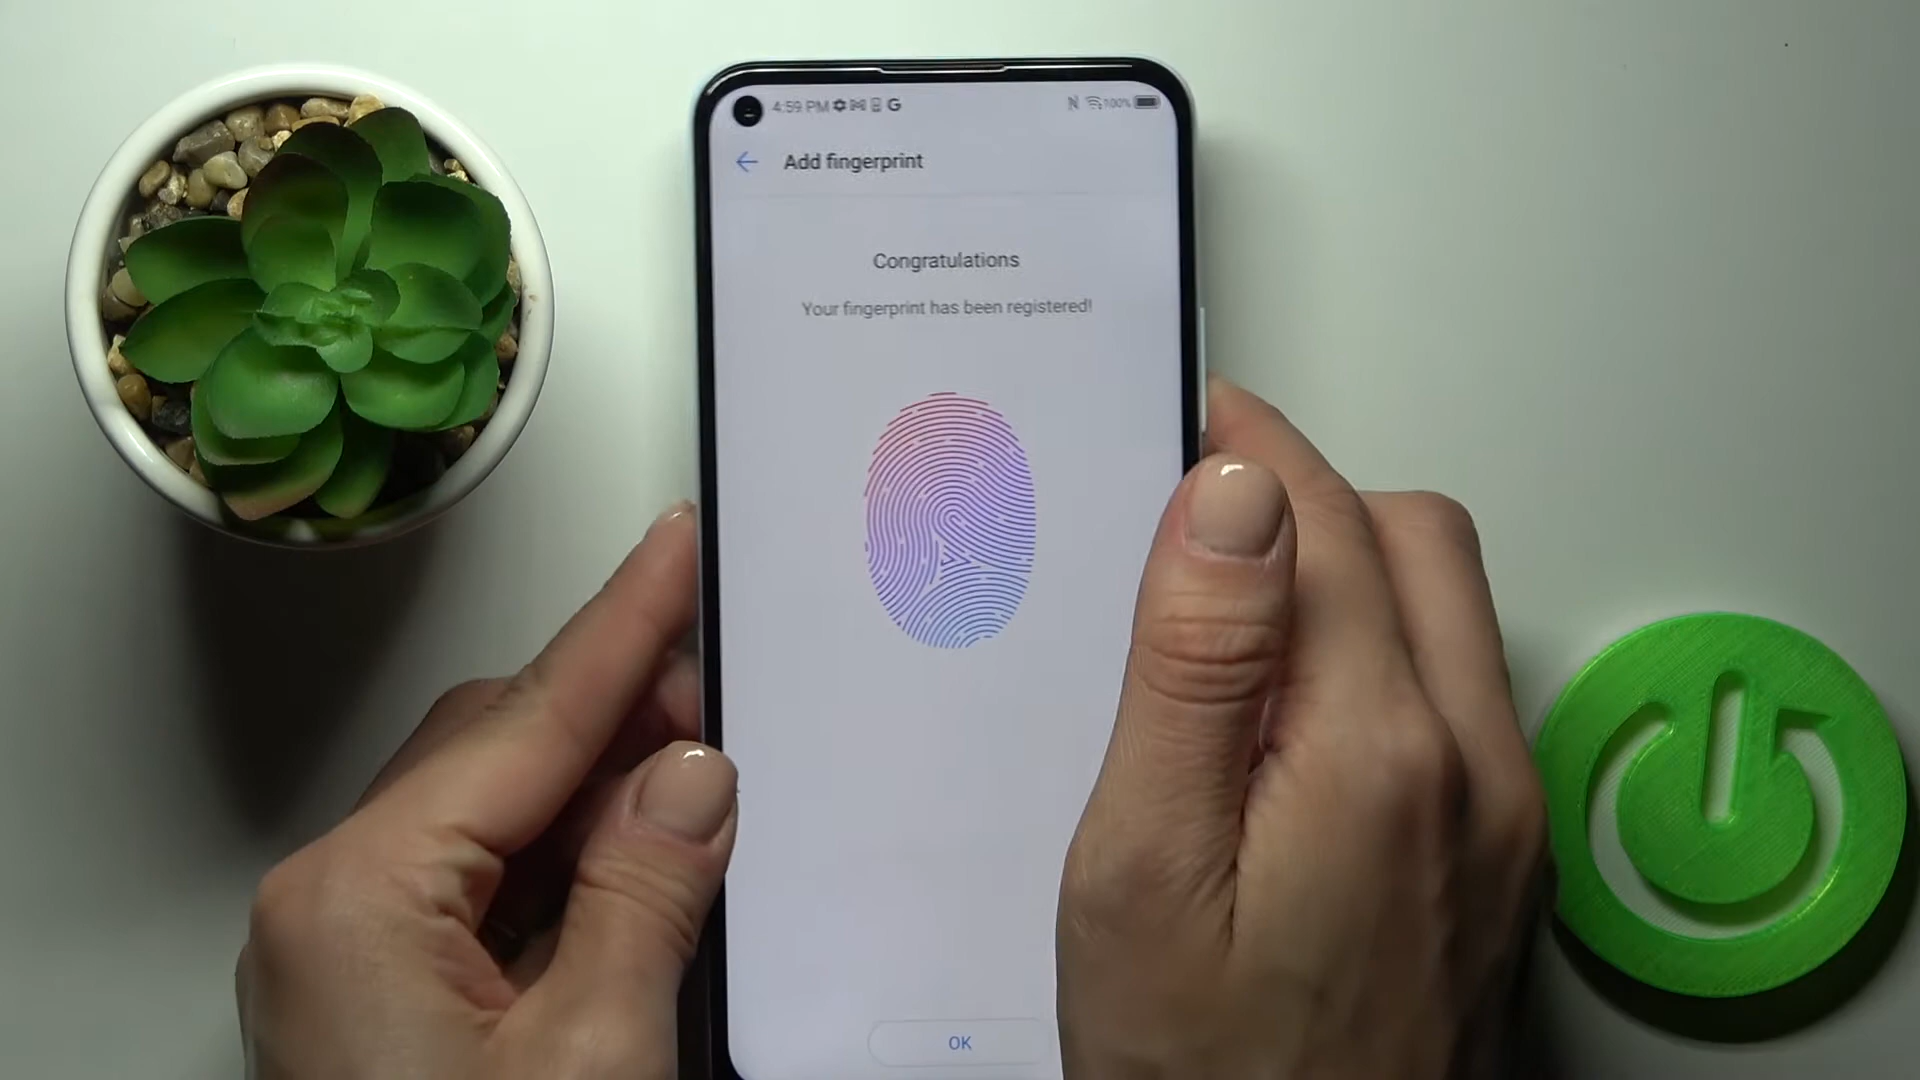 4:59 PM G
N 100%
Add fingerprint
Congratulations
Your fingerprint has been registered!
OK